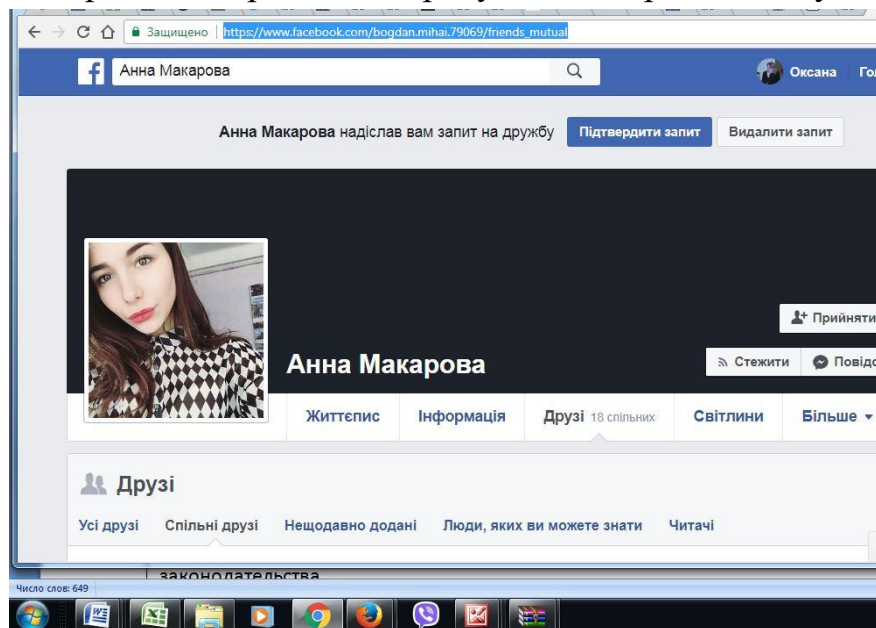 Защищено | https://www.facebook.com/bogdan.mihai.79069/friends_mutual
f Анна Макарова Оксана Гол
Анна Макарова надіслав вам запит на дружбу Підтвердити запит Видалити запит
Прийняти
Анна Макарова Стежити Повідо
Життєпис Інформація Друзі 18 спільних Світлини Більше
Друзі
Усі друзі Спільні друзі Нещодавно додані Люди, яких ви можете знати Читачі
законодательства
Число слов: 649